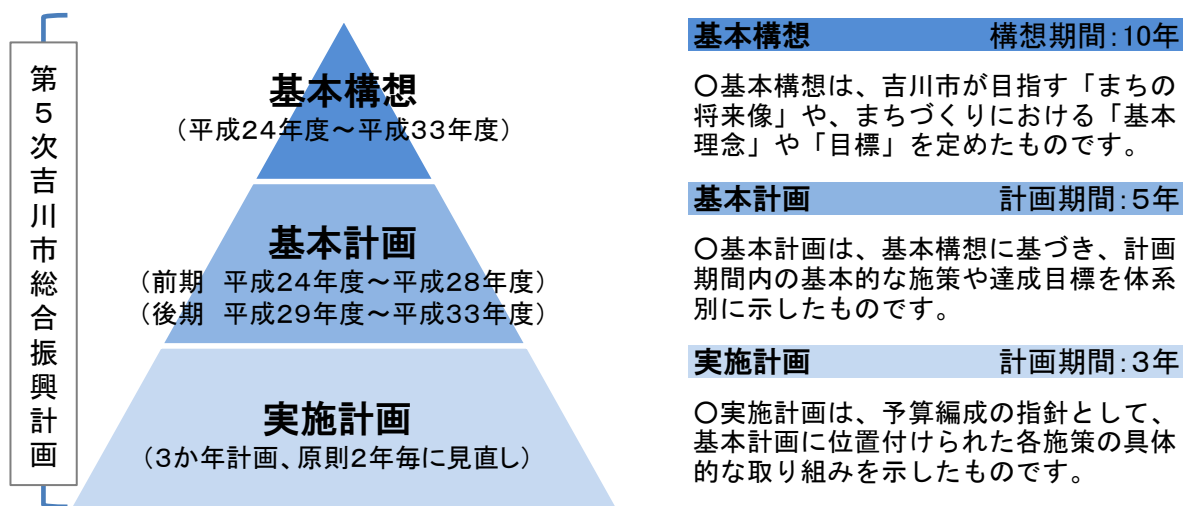 第５次吉川市総合振興計画
基本構想
（平成24年度～平成33年度）
基本計画
（前期　平成24年度～平成28年度）
（後期　平成29年度～平成33年度）
実施計画
（3か年計画、原則2年毎に見直し）
基本構想　構想期間：10年
〇基本構想は、吉川市が目指す「まちの
将来像」や、まちづくりにおける「基本
理念」や「目標」を定めたものです。
基本計画　計画期間：５年
〇基本計画は、基本構想に基づき、計画
期間内の基本的な施策や達成目標を体系
別に示したものです。
実施計画　計画期間：３年
〇実施計画は、予算編成の指針として、
基本計画に位置付けられた各施策の具体
的な取り組みを示したものです。